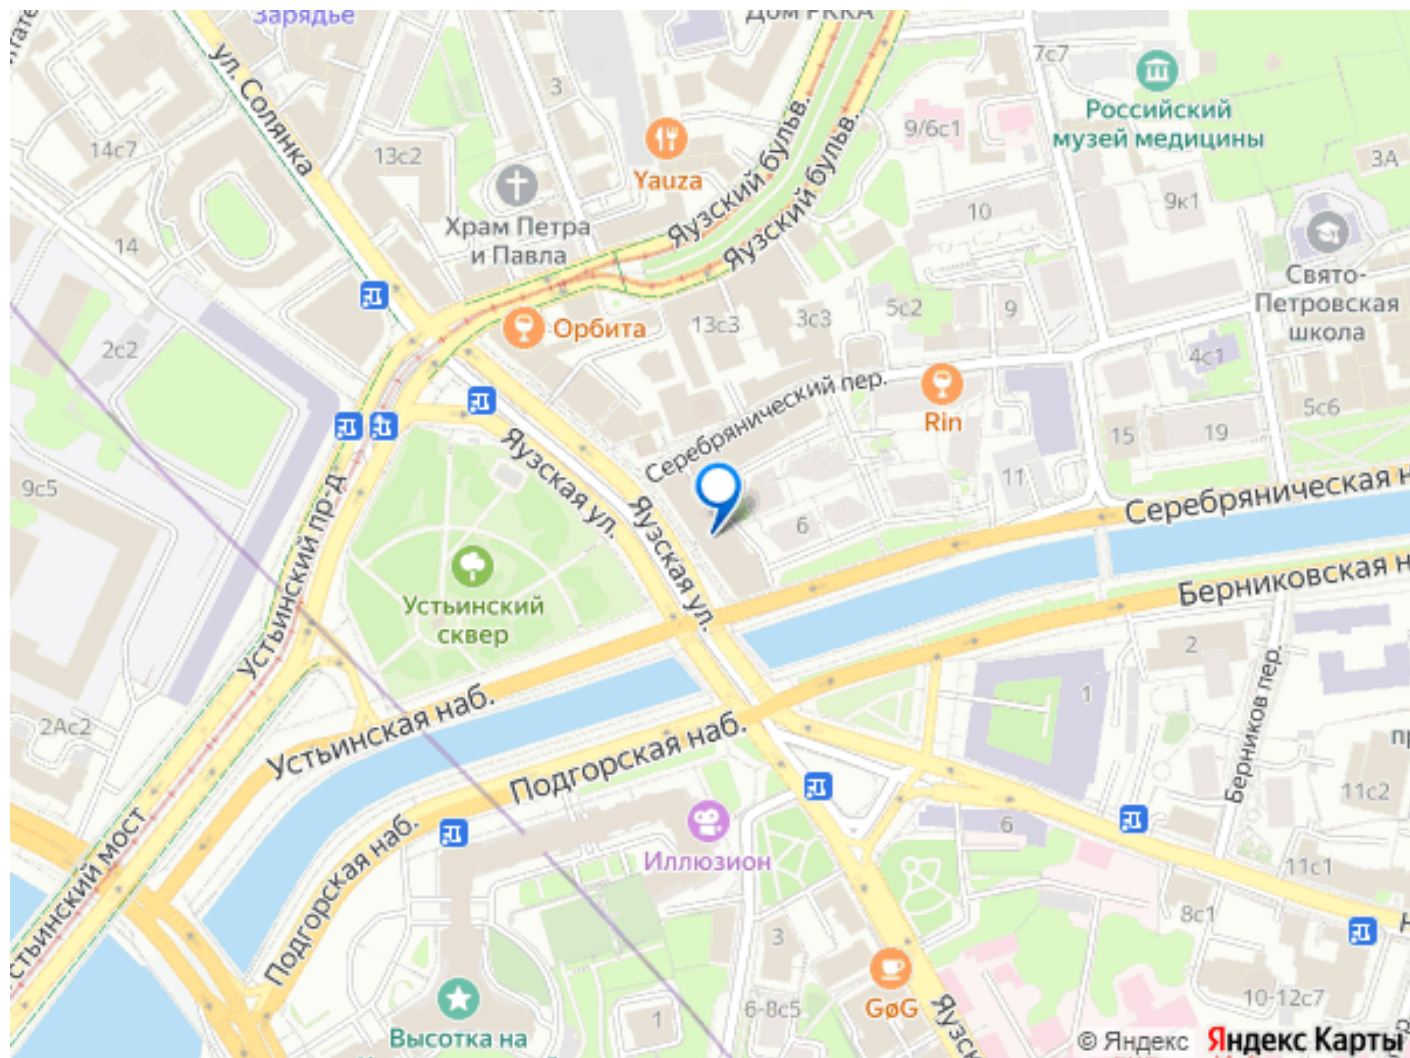 Зарядье
Дом РККА
7с7
ул. Солянка
3
Российский
музей медицины
9/6с1
14с7
13с2
Yauza
Яузский бульв.
Яузский бульв.
3А
9к1
10
Храм Петра
и Павла
14
Свято-
Петровская
школа
Орбита
13с3
3с3
5с2
9
2с2
4с1
Серебрянический пер.
Rin
5с6
15
19
11
9с5
Яузская ул.
Яузская ул.
6
Серебряническая н
Устьинский пр-д
Устьинский
сквер
Берниковская н
2
1
Берников пер.
2Ас2
Устьинская наб.
Подгорская наб.
Подгорская наб.
11с2
6
Иллюзион
11с1
8с1
3
GøG
Яузск
10-12с7
6-8с5
1
Высотка на
© Яндекс Яндекс Карты